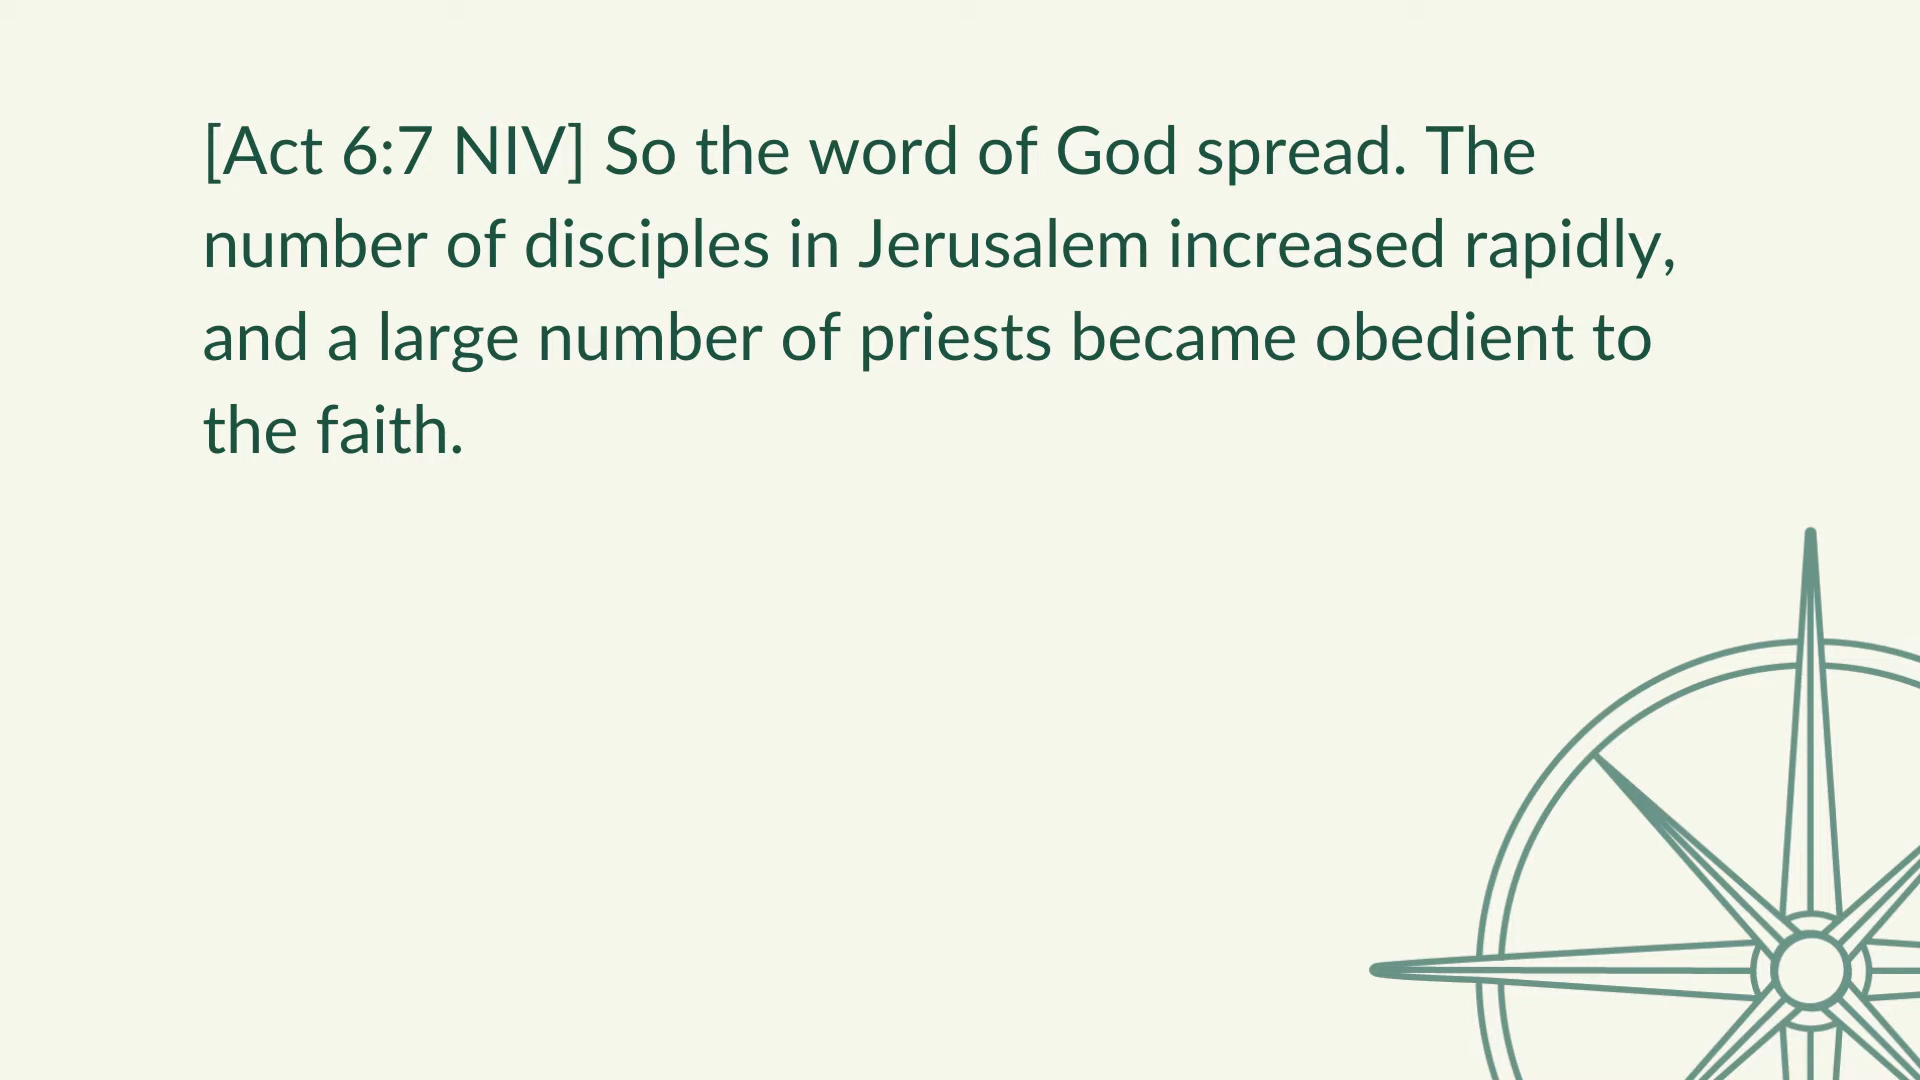 [Act 6:7 NIV] So the word of God spread. The
number of disciples in Jerusalem increased rapidly,
and a large number of priests became obedient to
the faith.